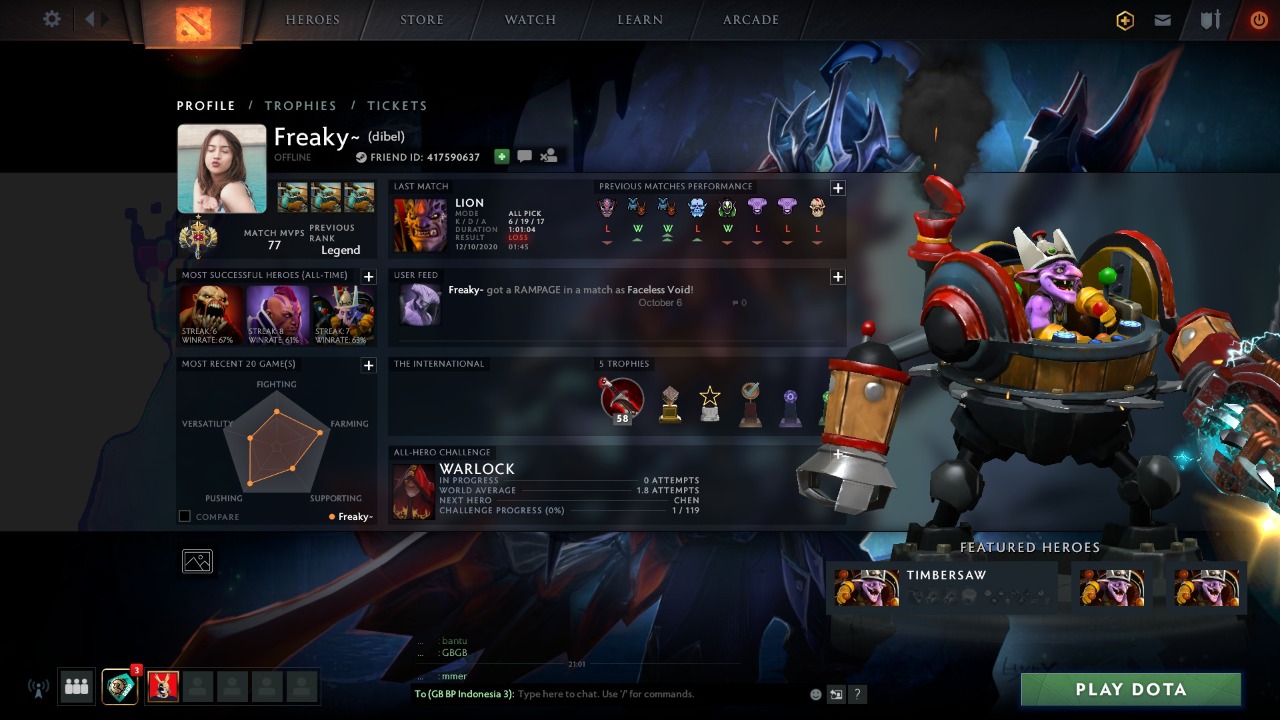 HEROES
STORE
WATCH
LEARN
ARCADE
PROFILE / TROPHIES / TICKETS
Freaky~ (dibel)
OFFLINE
FRIEND ID: 417590637
MATCH MVPS
77
PREVIOUS RANK
Legend
LAST MATCH
LION
MODE ALL PICK
K / D / A 6 / 19 / 17
DURATION 1:01:04
RESULT LOSS
12/10/2020 01:45
PREVIOUS MATCHES PERFORMANCE
L W W L W L L L
MOST SUCCESSFUL HEROES (ALL-TIME)
STREAK: 6
WINRATE: 67%
STREAK: 8
WINRATE: 61%
STREAK: 7
WINRATE: 63%
USER FEED
Freaky~ got a RAMPAGE in a match as Faceless Void!
October 6
0
MOST RECENT 20 GAME(S)
FIGHTING
VERSATILITY
FARMING
PUSHING
SUPPORTING
COMPARE
Freaky~
THE INTERNATIONAL
5 TROPHIES
58
ALL-HERO CHALLENGE
WARLOCK
IN PROGRESS 0 ATTEMPTS
WORLD AVERAGE 1.8 ATTEMPTS
NEXT HERO CHEN
CHALLENGE PROGRESS (0%) 1 / 119
FEATURED HEROES
TIMBERSAW
... : bantu
... : GBGB
21:01
... : mmer
To (GB BP Indonesia 3): Type here to chat. Use '/' for commands.
?
3
PLAY DOTA